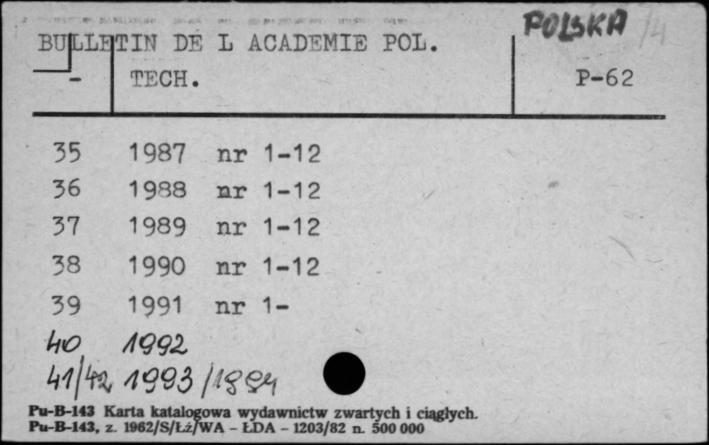 POLSKA /4
BULLETIN DE L ACADEMIE POL.
- TECH. P-62
35 1987 nr 1-12
36 1988 nr 1-12
37 1989 nr 1-12
38 1990 nr 1-12
39 1991 nr 1-
40 1992
41/42 1993/1994
Pu-B-143 Karta katalogowa wydawnictw zwartych i ciągłych.
Pu-B-143, z. 1962/S/Łż/WA - ŁDA - 1203/82 n. 500 000